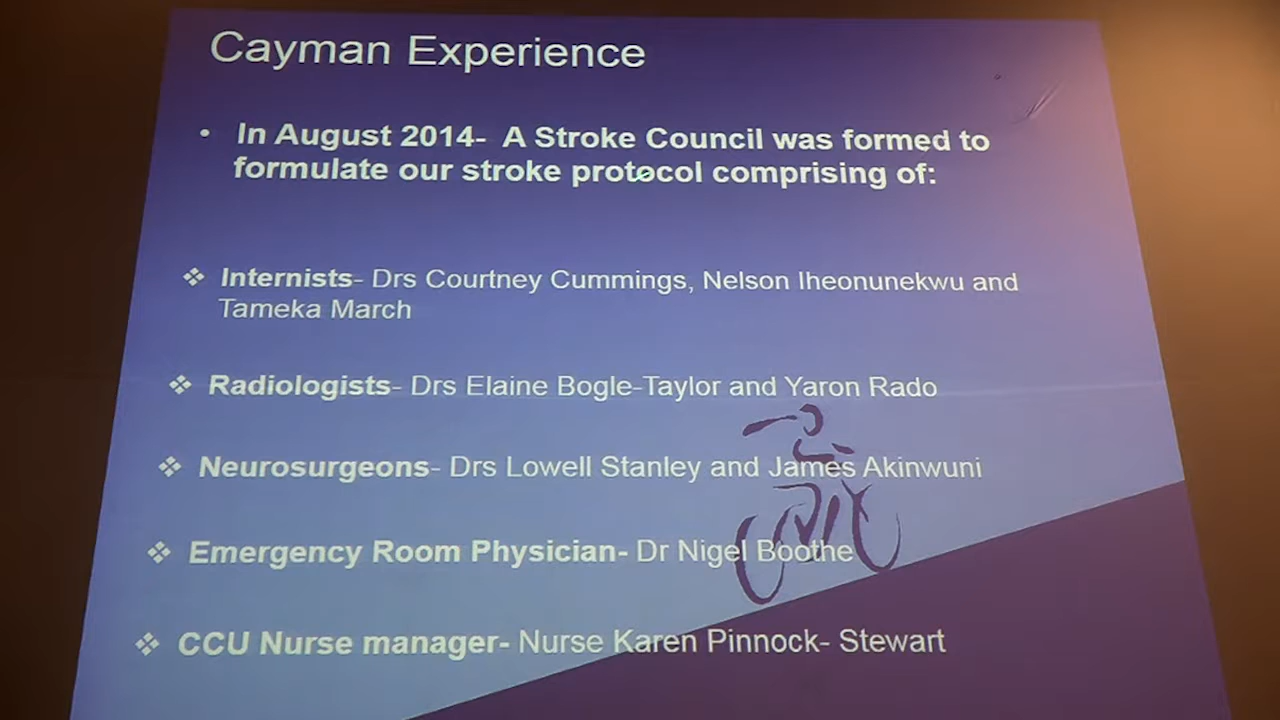 Cayman Experience
• In August 2014- A Stroke Council was formed to
formulate our stroke protocol comprising of:
❖ Internists- Drs Courtney Cummings, Nelson Iheonunekwu and
Tameka March
❖ Radiologists- Drs Elaine Bogle-Taylor and Yaron Rado
❖ Neurosurgeons- Drs Lowell Stanley and James Akinwuni
❖ Emergency Room Physician- Dr Nigel Boothe
❖ CCU Nurse manager- Nurse Karen Pinnock- Stewart